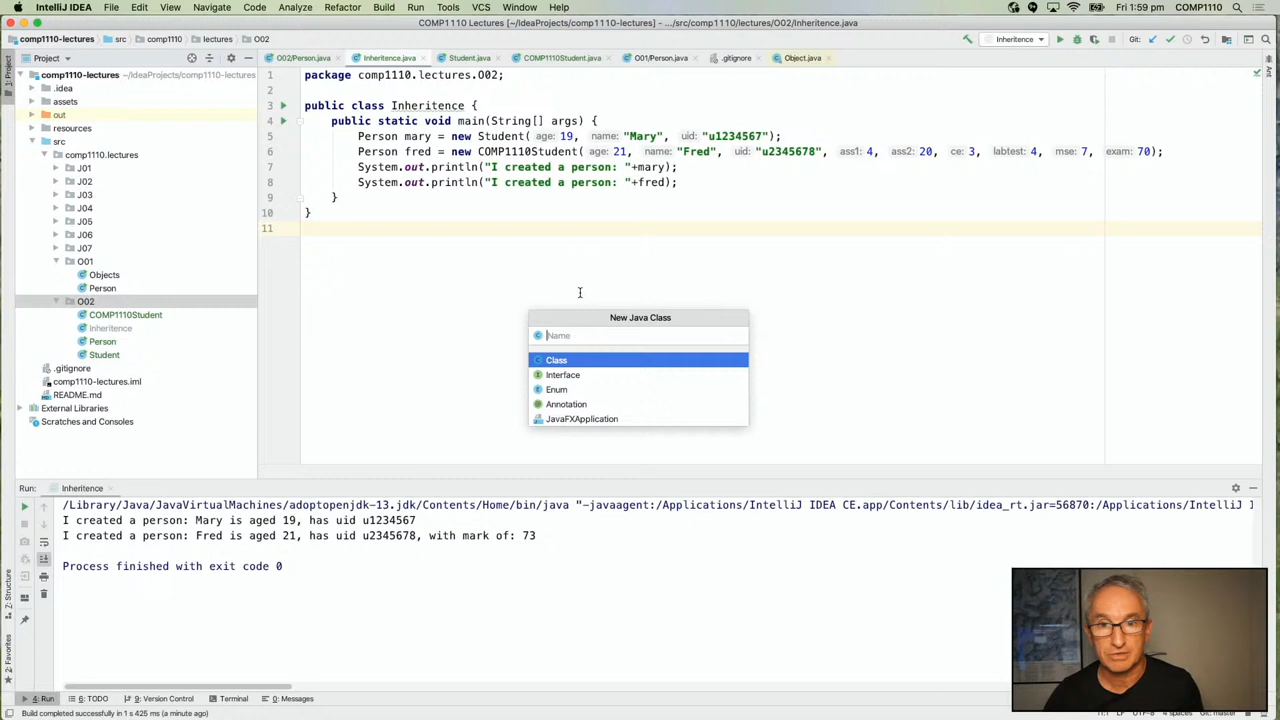 IntelliJ IDEA File Edit View Navigate Code Analyze Refactor Build Run Tools VCS Window Help Fri 1:59 pm COMP1110
COMP1110 Lectures [~/IdeaProjects/comp1110-lectures] - .../src/comp1110/lectures/O02/Inheritence.java
comp1110-lectures src comp1110 lectures O02 Inheritence Git:
Project O02/Person.java Inheritence.java Student.java COMP1110Student.java O01/Person.java .gitignore Object.java
1: Project
Ant
comp1110-lectures ~/IdeaProjects/comp1110-lectures
.idea
assets
out
resources
src
comp1110.lectures
J01
J02
J03
J04
J05
J06
J07
O01
Objects
Person
O02
COMP1110Student
Inheritence
Person
Student
.gitignore
comp1110-lectures.iml
README.md
External Libraries
Scratches and Consoles
1 package comp1110.lectures.O02;
2
3 public class Inheritence {
4 public static void main(String[] args) {
5 Person mary = new Student( age: 19, name: "Mary", uid: "u1234567");
6 Person fred = new COMP1110Student( age: 21, name: "Fred", uid: "u2345678", ass1: 4, ass2: 20, ce: 3, labtest: 4, mse: 7, exam: 70);
7 System.out.println("I created a person: "+mary);
8 System.out.println("I created a person: "+fred);
9 }
10 }
11
New Java Class
Name
Class
Interface
Enum
Annotation
JavaFXApplication
Run: Inheritence
/Library/Java/JavaVirtualMachines/adoptopenjdk-13.jdk/Contents/Home/bin/java "-javaagent:/Applications/IntelliJ IDEA CE.app/Contents/lib/idea_rt.jar=56870:/Applications/IntelliJ I
I created a person: Mary is aged 19, has uid u1234567
I created a person: Fred is aged 21, has uid u2345678, with mark of: 73
Process finished with exit code 0
Z: Structure
2: Favorites
4: Run 6: TODO 9: Version Control Terminal 0: Messages
Build completed successfully in 1 s 425 ms (a minute ago)